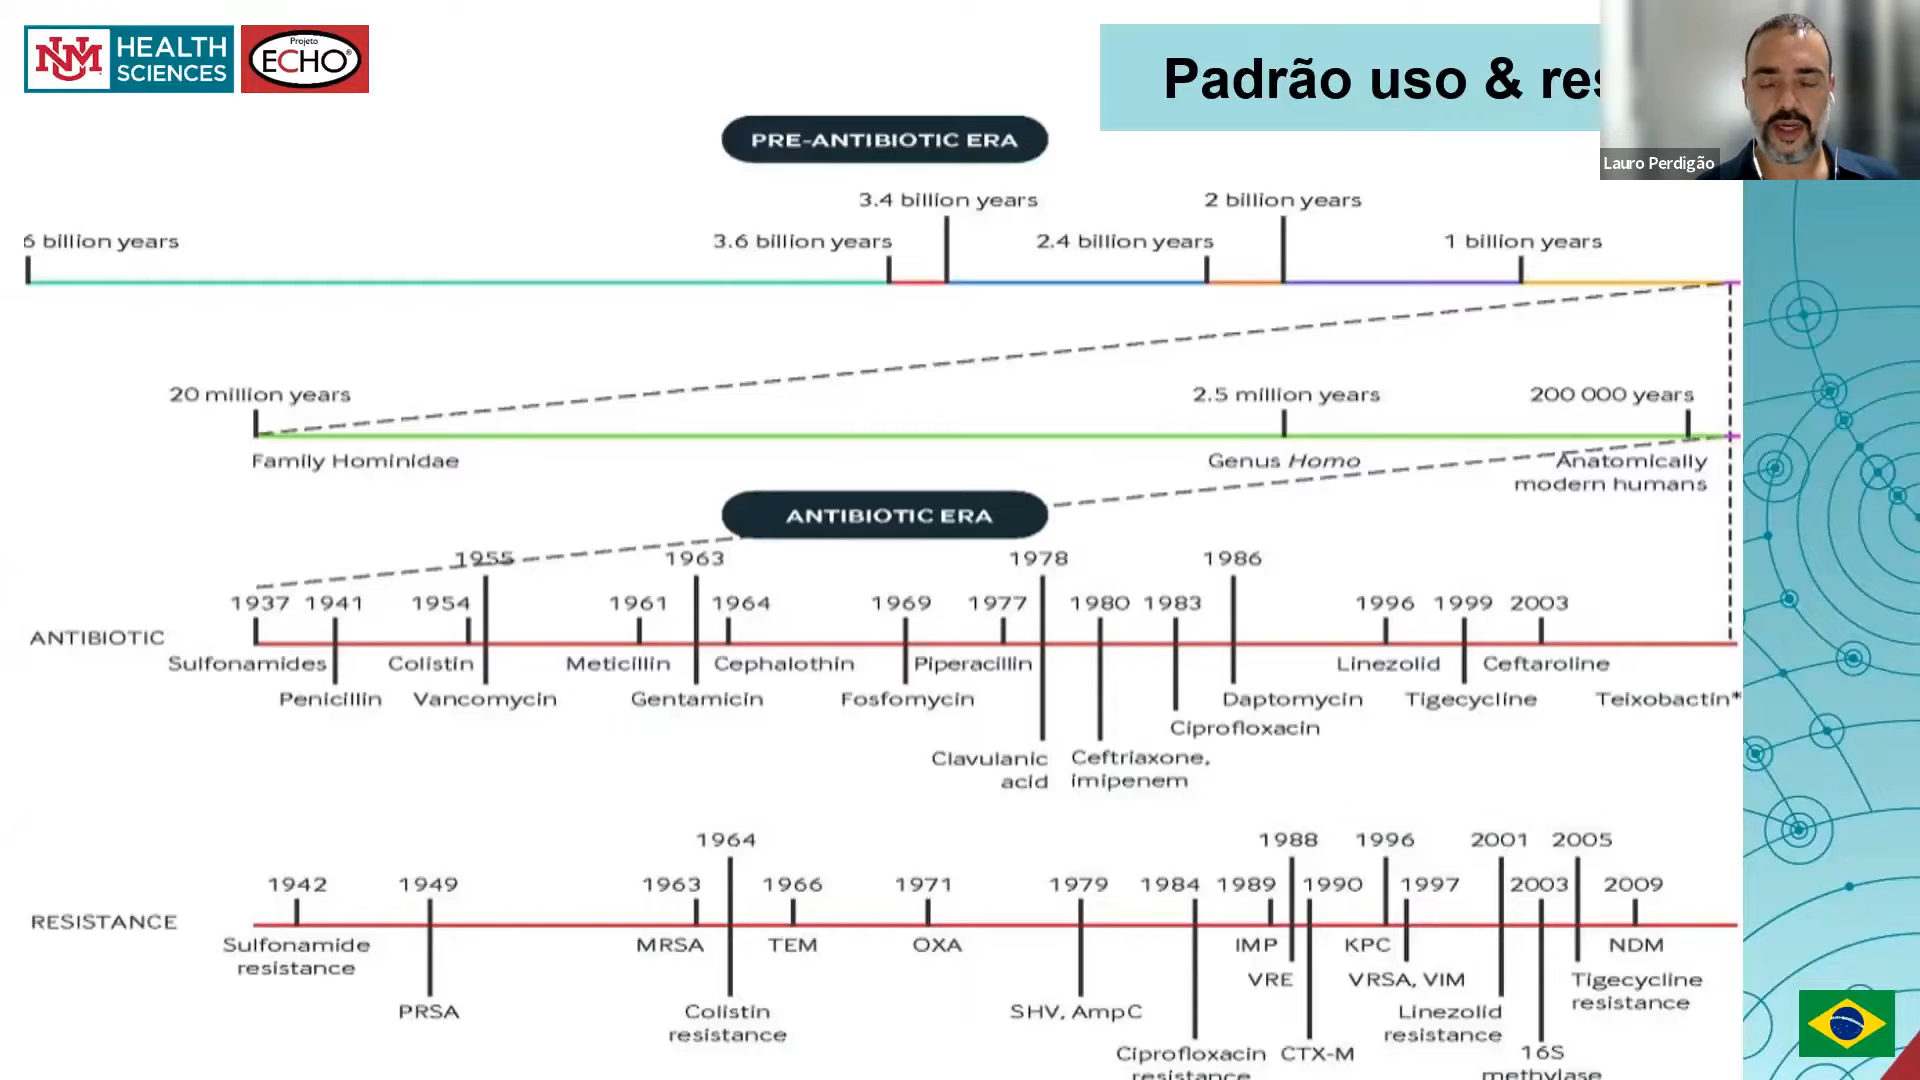 UNM HEALTH SCIENCES
Projeto ECHO®
Padrão uso & res
Lauro Perdigão
PRE-ANTIBIOTIC ERA
3.4 billion years
2 billion years
6 billion years
3.6 billion years
2.4 billion years
1 billion years
20 million years
2.5 million years
200 000 years
Family Hominidae
Genus Homo
Anatomically
modern humans
ANTIBIOTIC ERA
1955
1963
1978
1986
1937
1941
1954
1961
1964
1969
1977
1980
1983
1996
1999
2003
ANTIBIOTIC
Sulfonamides
Colistin
Meticillin
Cephalothin
Piperacillin
Linezolid
Ceftaroline
Penicillin
Vancomycin
Gentamicin
Fosfomycin
Daptomycin
Tigecycline
Teixobactin*
Ciprofloxacin
Clavulanic
acid
Ceftriaxone,
imipenem
1964
1988
1996
2001
2005
1942
1949
1963
1966
1971
1979
1984
1989
1990
1997
2003
2009
RESISTANCE
Sulfonamide
resistance
MRSA
TEM
OXA
IMP
KPC
NDM
VRE
VRSA, VIM
Tigecycline
resistance
PRSA
Colistin
resistance
SHV, AmpC
Linezolid
resistance
Ciprofloxacin
resistance
CTX-M
16S
methylase